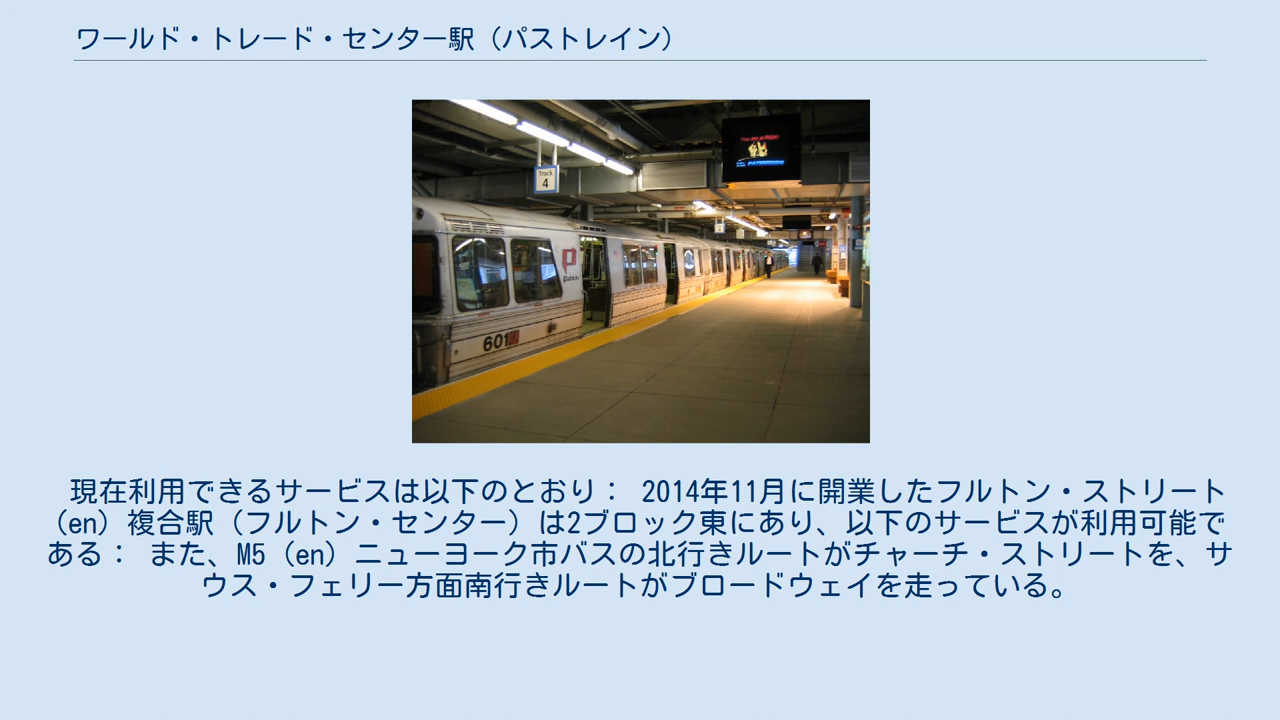 ワールド・トレード・センター駅（パストレイン）
Track
4
You are at RISK!
path
601
現在利用できるサービスは以下のとおり： 2014年11月に開業したフルトン・ストリート
（en）複合駅（フルトン・センター）は2ブロック東にあり、以下のサービスが利用可能で
ある： また、M5（en）ニューヨーク市バスの北行きルートがチャーチ・ストリートを、サ
ウス・フェリー方面南行きルートがブロードウェイを走っている。